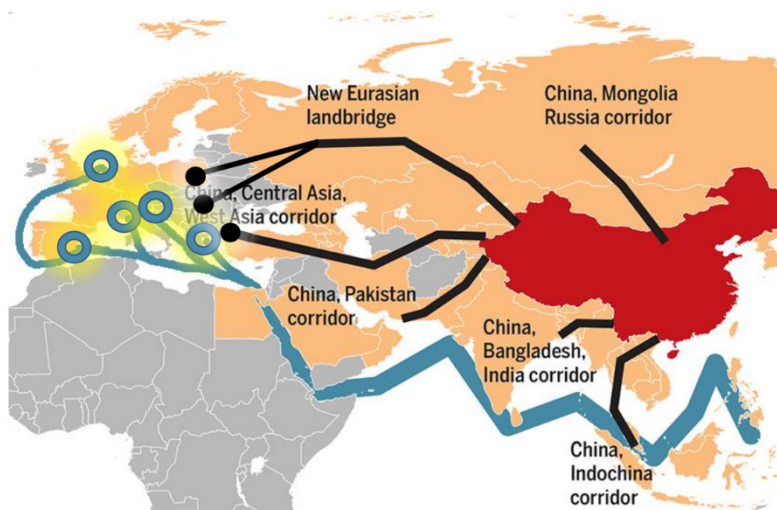 New Eurasian
landbridge
China, Mongolia
Russia corridor
China, Central Asia,
West Asia corridor
China, Pakistan
corridor
China,
Bangladesh,
India corridor
China,
Indochina
corridor